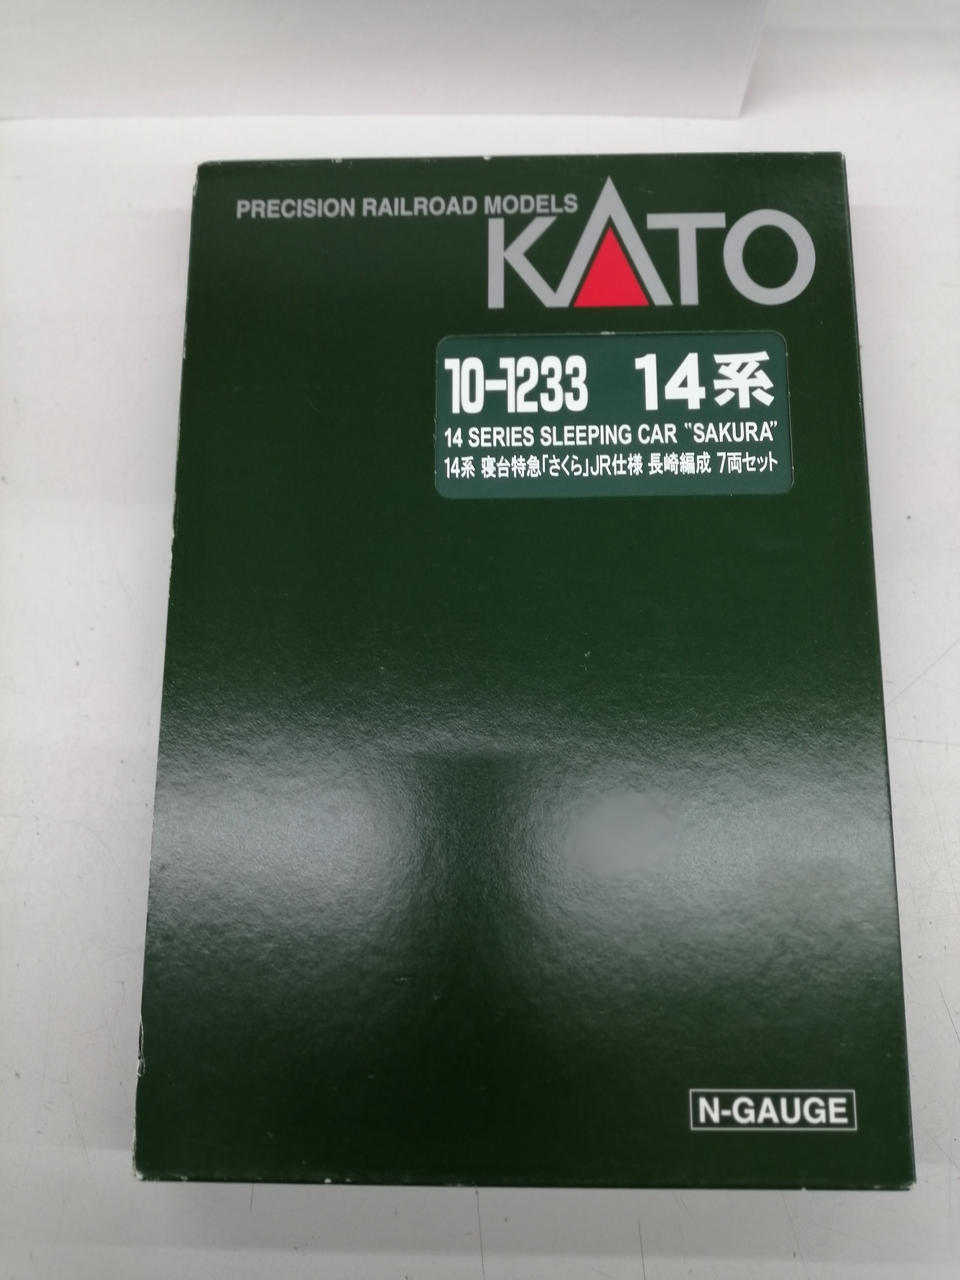 PRECISION RAILROAD MODELS
KATO
10-1233 14系
14 SERIES SLEEPING CAR "SAKURA"
14系 寝台特急「さくら」JR仕様 長崎編成 7両セット
N-GAUGE